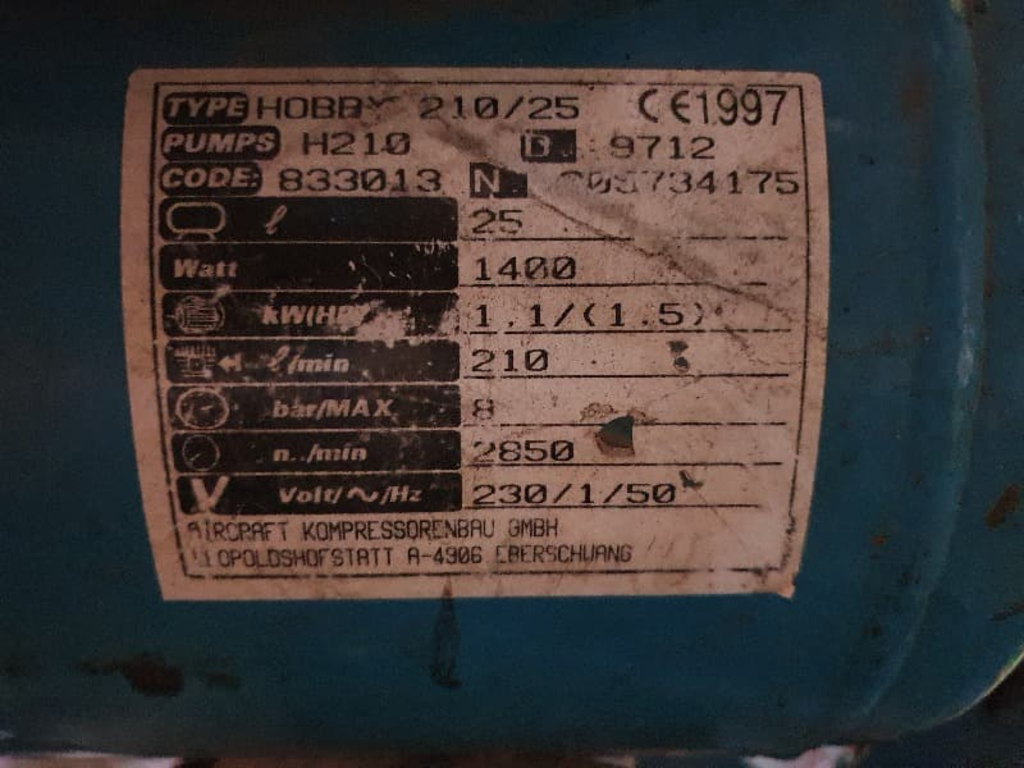 TYPE HOBBY 210/25 CE1997
PUMPS H210 D. 9712
CODE: 833013 N.
ℓ 25
Watt 1400
kW(HP) 1.1/(1.5)
ℓ/min 210
bar/MAX 8
n../min 2850
V Volt/~/Hz 230/1/50
AIRCRAFT KOMPRESSORENBAU GMBH
A-4906 EBERSCHWANG